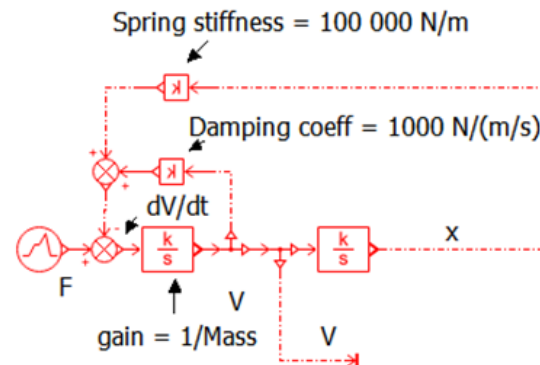 Spring stiffness = 100 000 N/m
k
Damping coeff = 1000 N/(m/s)
+
+
k
dV/dt
-
+
k
s
k
s
x
F
V
V
gain = 1/Mass